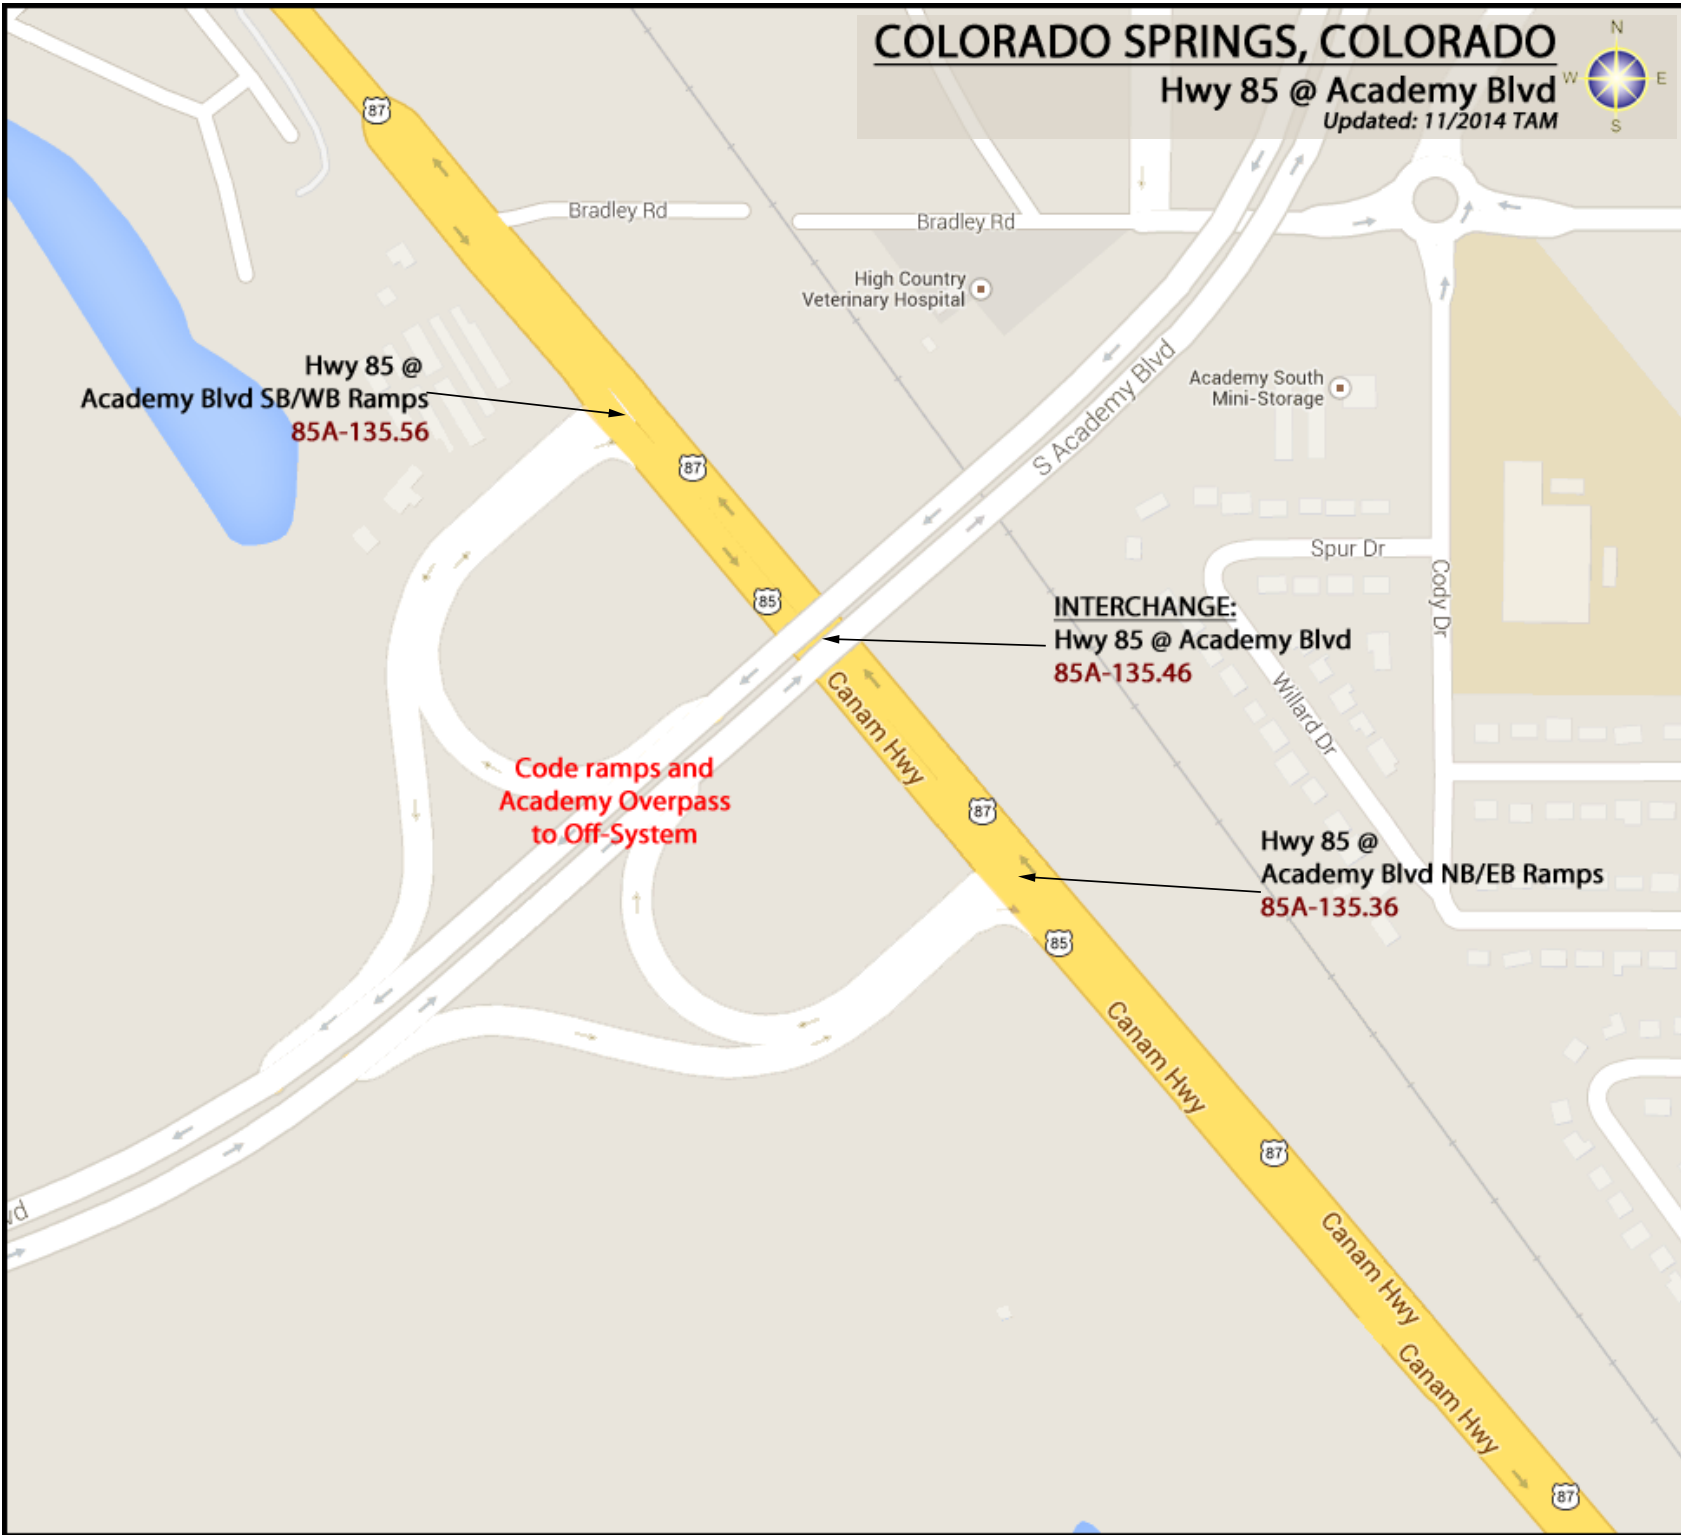 COLORADO SPRINGS, COLORADO
Hwy 85 @ Academy Blvd
Updated: 11/2014 TAM
N
W
E
S
87
Bradley Rd
Bradley Rd
High Country
Veterinary Hospital
Hwy 85 @
Academy Blvd SB/WB Ramps
85A-135.56
S Academy Blvd
Academy South
Mini-Storage
87
Spur Dr
Cody Dr
85
INTERCHANGE:
Hwy 85 @ Academy Blvd
85A-135.46
Willard Dr
Canam Hwy
Code ramps and
Academy Overpass
to Off-System
87
Hwy 85 @
Academy Blvd NB/EB Ramps
85A-135.36
85
Canam Hwy
87
vd
Canam Hwy
Canam Hwy
87